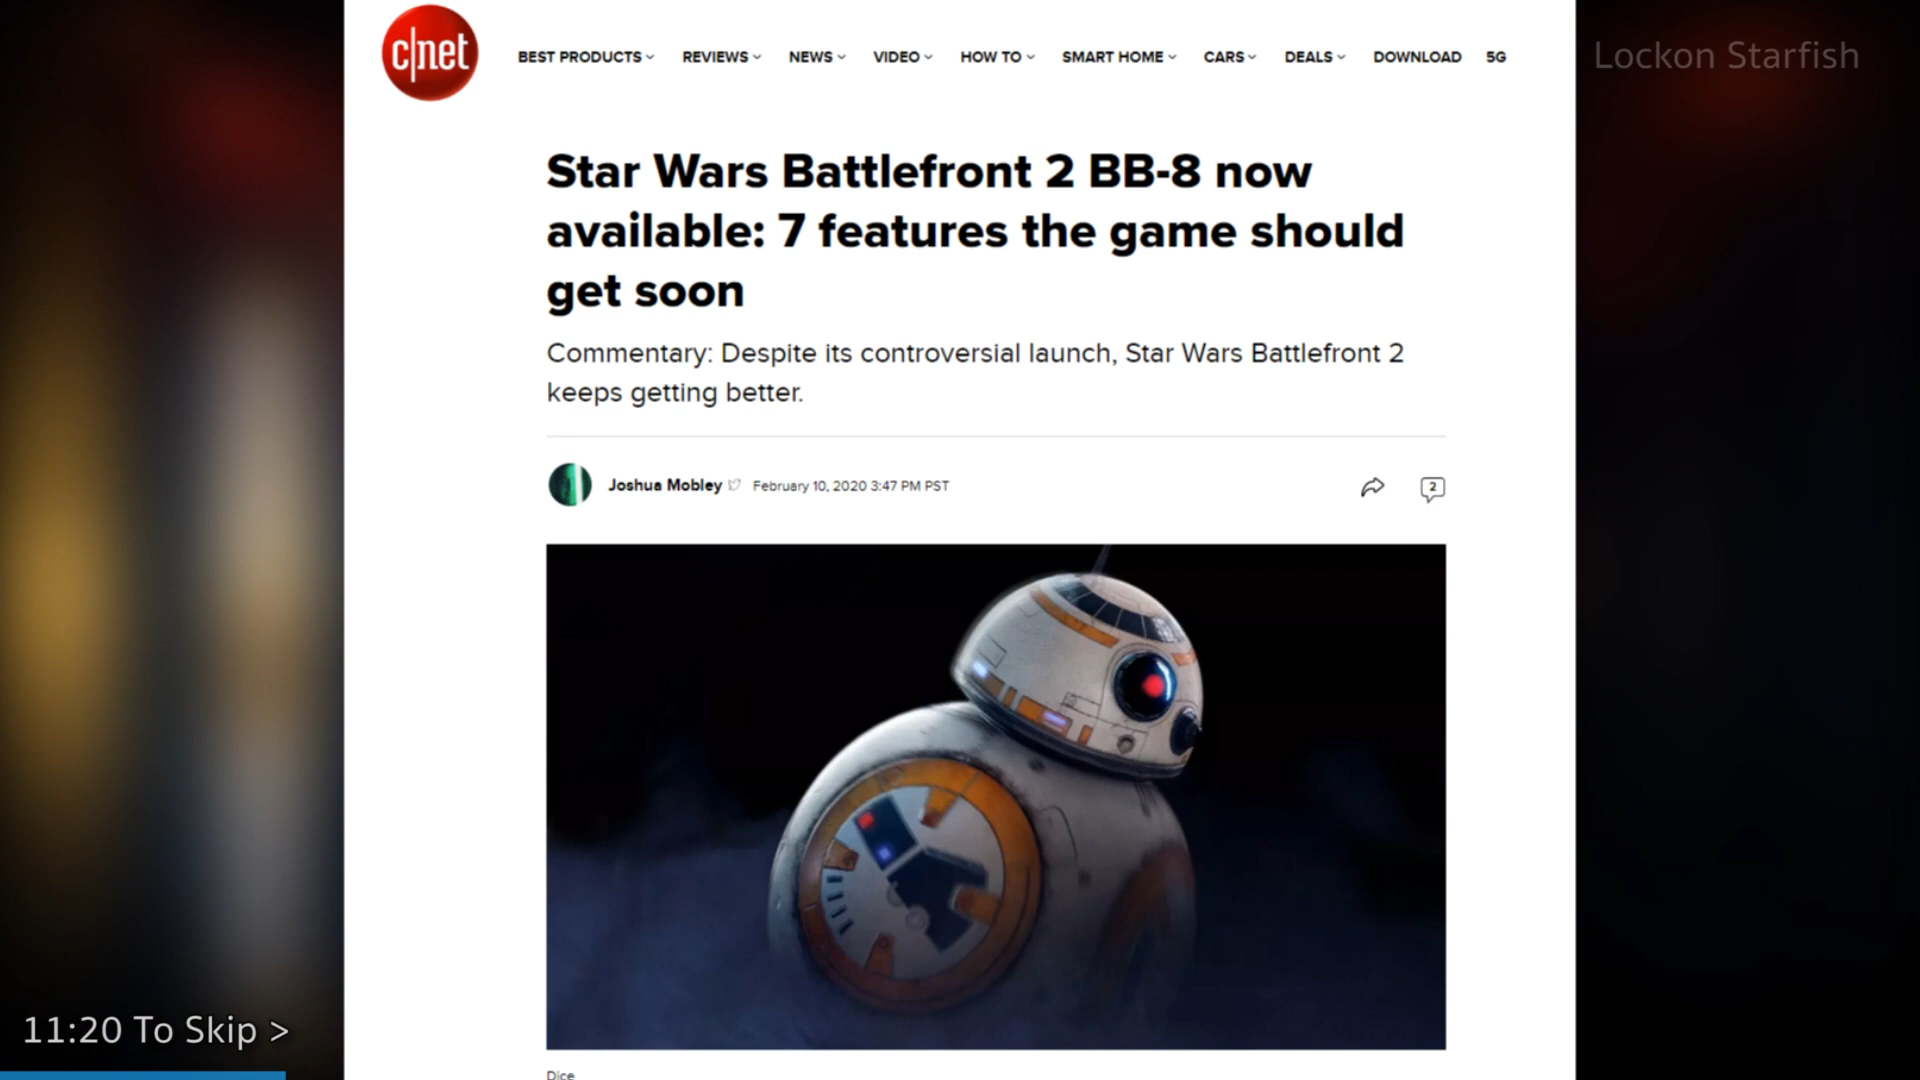 c|net
BEST PRODUCTS REVIEWS NEWS VIDEO HOW TO SMART HOME CARS DEALS DOWNLOAD 5G
Lockon Starfish
Star Wars Battlefront 2 BB-8 now
available: 7 features the game should
get soon
Commentary: Despite its controversial launch, Star Wars Battlefront 2
keeps getting better.
Joshua Mobley February 10, 2020 3:47 PM PST
2
11:20 To Skip >
Dice